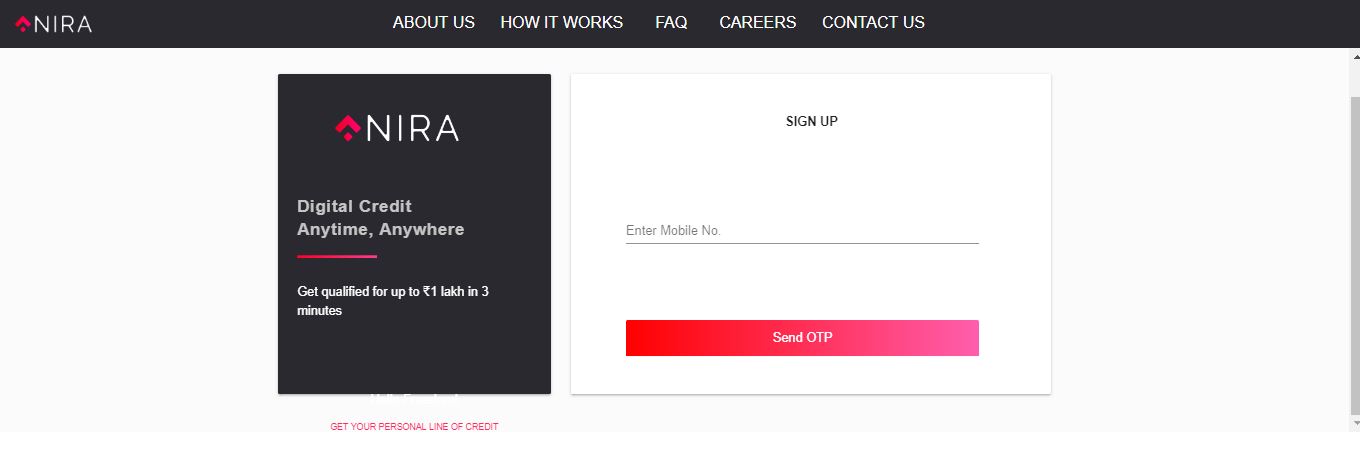 NIRA
ABOUT US
HOW IT WORKS
FAQ
CAREERS
CONTACT US
NIRA
Digital Credit
Anytime, Anywhere
Get qualified for up to ₹1 lakh in 3
minutes
SIGN UP
Enter Mobile No.
Send OTP
GET YOUR PERSONAL LINE OF CREDIT